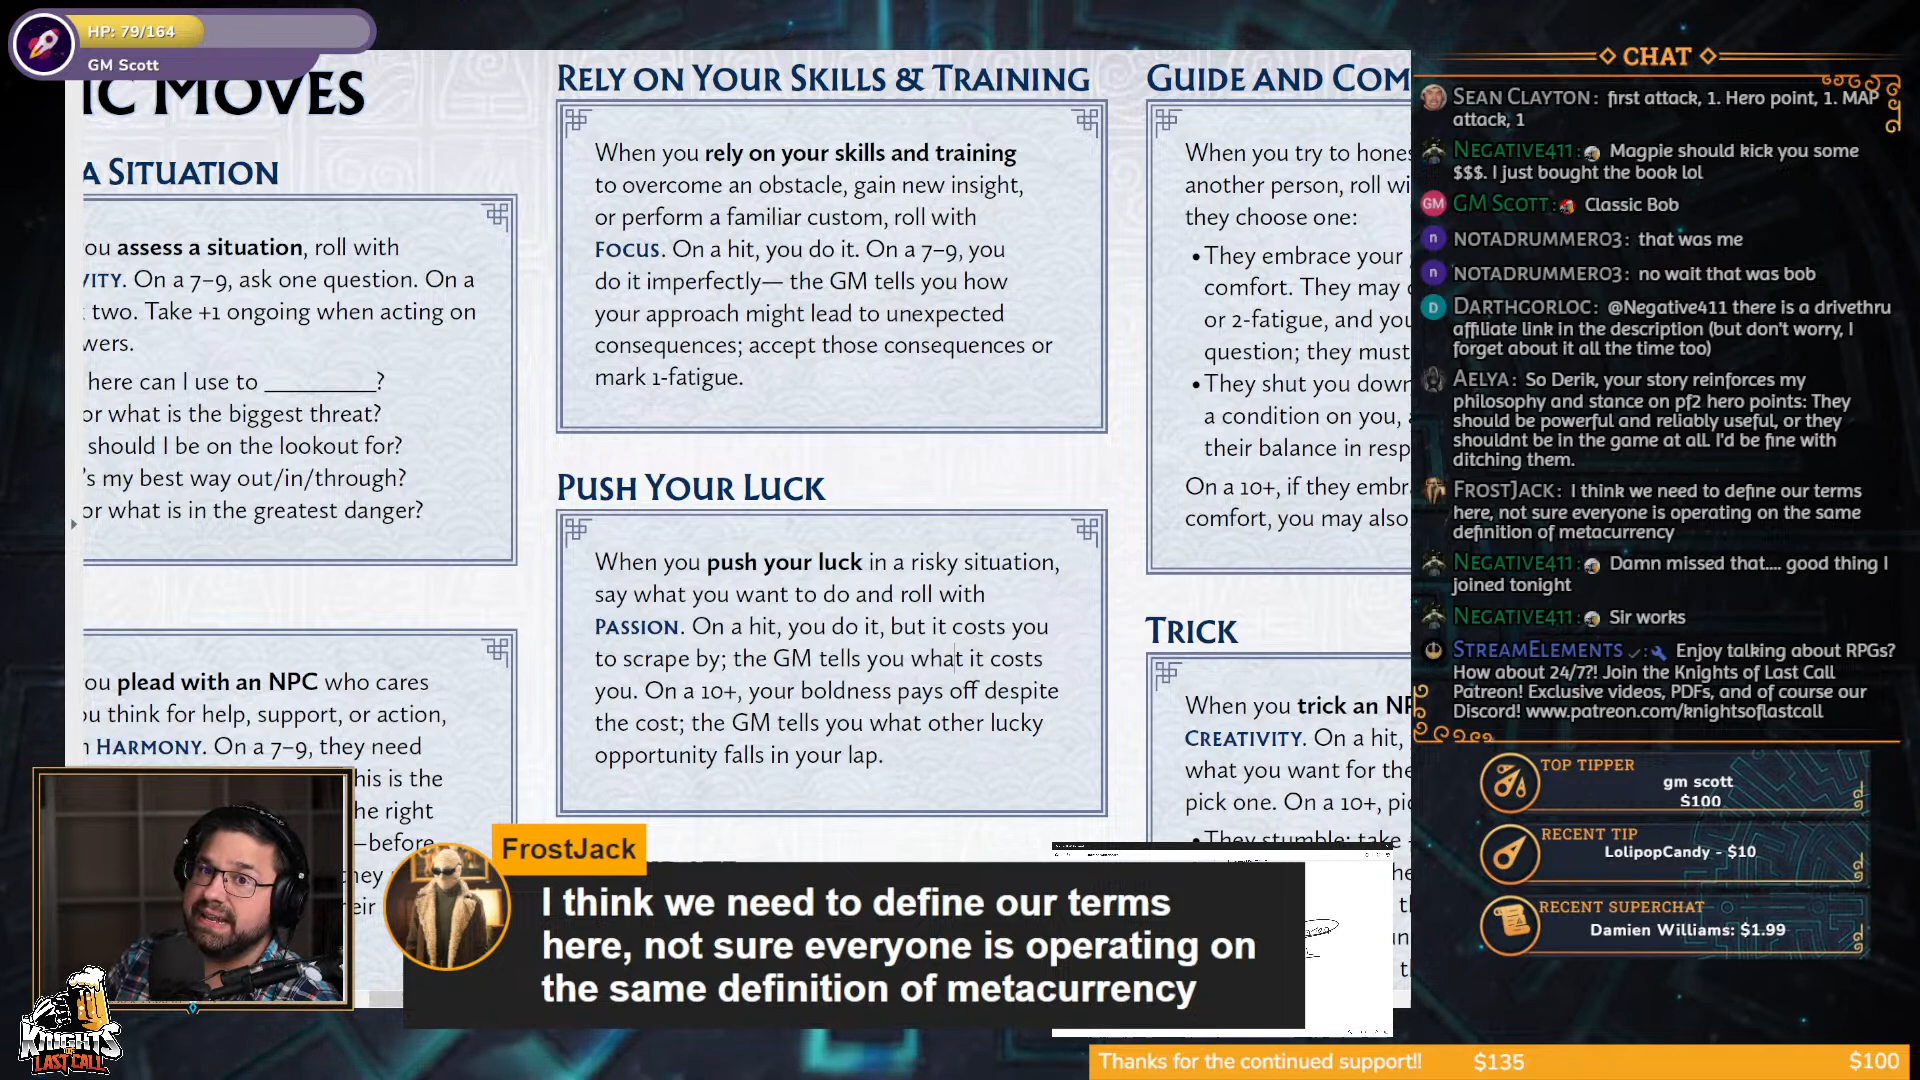 HP: 79/164
GM Scott
IC MOVES
A SITUATION
you assess a situation, roll with
VITY. On a 7–9, ask one question. On a
two. Take +1 ongoing when acting on
wers.
here can I use to _________?
or what is the biggest threat?
should I be on the lookout for?
's my best way out/in/through?
or what is in the greatest danger?
ou plead with an NPC who cares
ou think for help, support, or action,
HARMONY. On a 7–9, they need
his is the
he right
—before
they
eir
RELY ON YOUR SKILLS & TRAINING
When you rely on your skills and training
to overcome an obstacle, gain new insight,
or perform a familiar custom, roll with
FOCUS. On a hit, you do it. On a 7–9, you
do it imperfectly— the GM tells you how
your approach might lead to unexpected
consequences; accept those consequences or
mark 1-fatigue.
PUSH YOUR LUCK
When you push your luck in a risky situation,
say what you want to do and roll with
PASSION. On a hit, you do it, but it costs you
to scrape by; the GM tells you what it costs
you. On a 10+, your boldness pays off despite
the cost; the GM tells you what other lucky
opportunity falls in your lap.
GUIDE AND COM
When you try to hones
another person, roll wi
they choose one:
• They embrace your
comfort. They may
or 2-fatigue, and you
question; they must
• They shut you down
a condition on you,
their balance in resp
On a 10+, if they embr
comfort, you may also
TRICK
When you trick an NP
CREATIVITY. On a hit,
what you want for the
pick one. On a 10+, pic
• They stumble; take
FrostJack
I think we need to define our terms
here, not sure everyone is operating on
the same definition of metacurrency
KNIGHTS
OF
LAST CALL
CHAT
SEAN CLAYTON: first attack, 1. Hero point, 1. MAP
attack, 1
NEGATIVE411: Magpie should kick you some
$$$. I just bought the book lol
GM GM SCOTT: Classic Bob
n NOTADRUMMER03: that was me
n NOTADRUMMER03: no wait that was bob
D DARTHGORLOC: @Negative411 there is a drivethru
affiliate link in the description (but don't worry, I
forget about it all the time too)
AELYA: So Derik, your story reinforces my
philosophy and stance on pf2 hero points: They
should be powerful and reliably useful, or they
shouldnt be in the game at all. I'd be fine with
ditching them.
FROSTJACK: I think we need to define our terms
here, not sure everyone is operating on the same
definition of metacurrency
NEGATIVE411: Damn missed that.... good thing I
joined tonight
NEGATIVE411: Sir works
STREAMELEMENTS: Enjoy talking about RPGs?
How about 24/7?! Join the Knights of Last Call
Patreon! Exclusive videos, PDFs, and of course our
Discord! www.patreon.com/knightsoflastcall
TOP TIPPER
gm scott
$100
RECENT TIP
LolipopCandy - $10
RECENT SUPERCHAT
Damien Williams: $1.99
Thanks for the continued support!! $135 $100